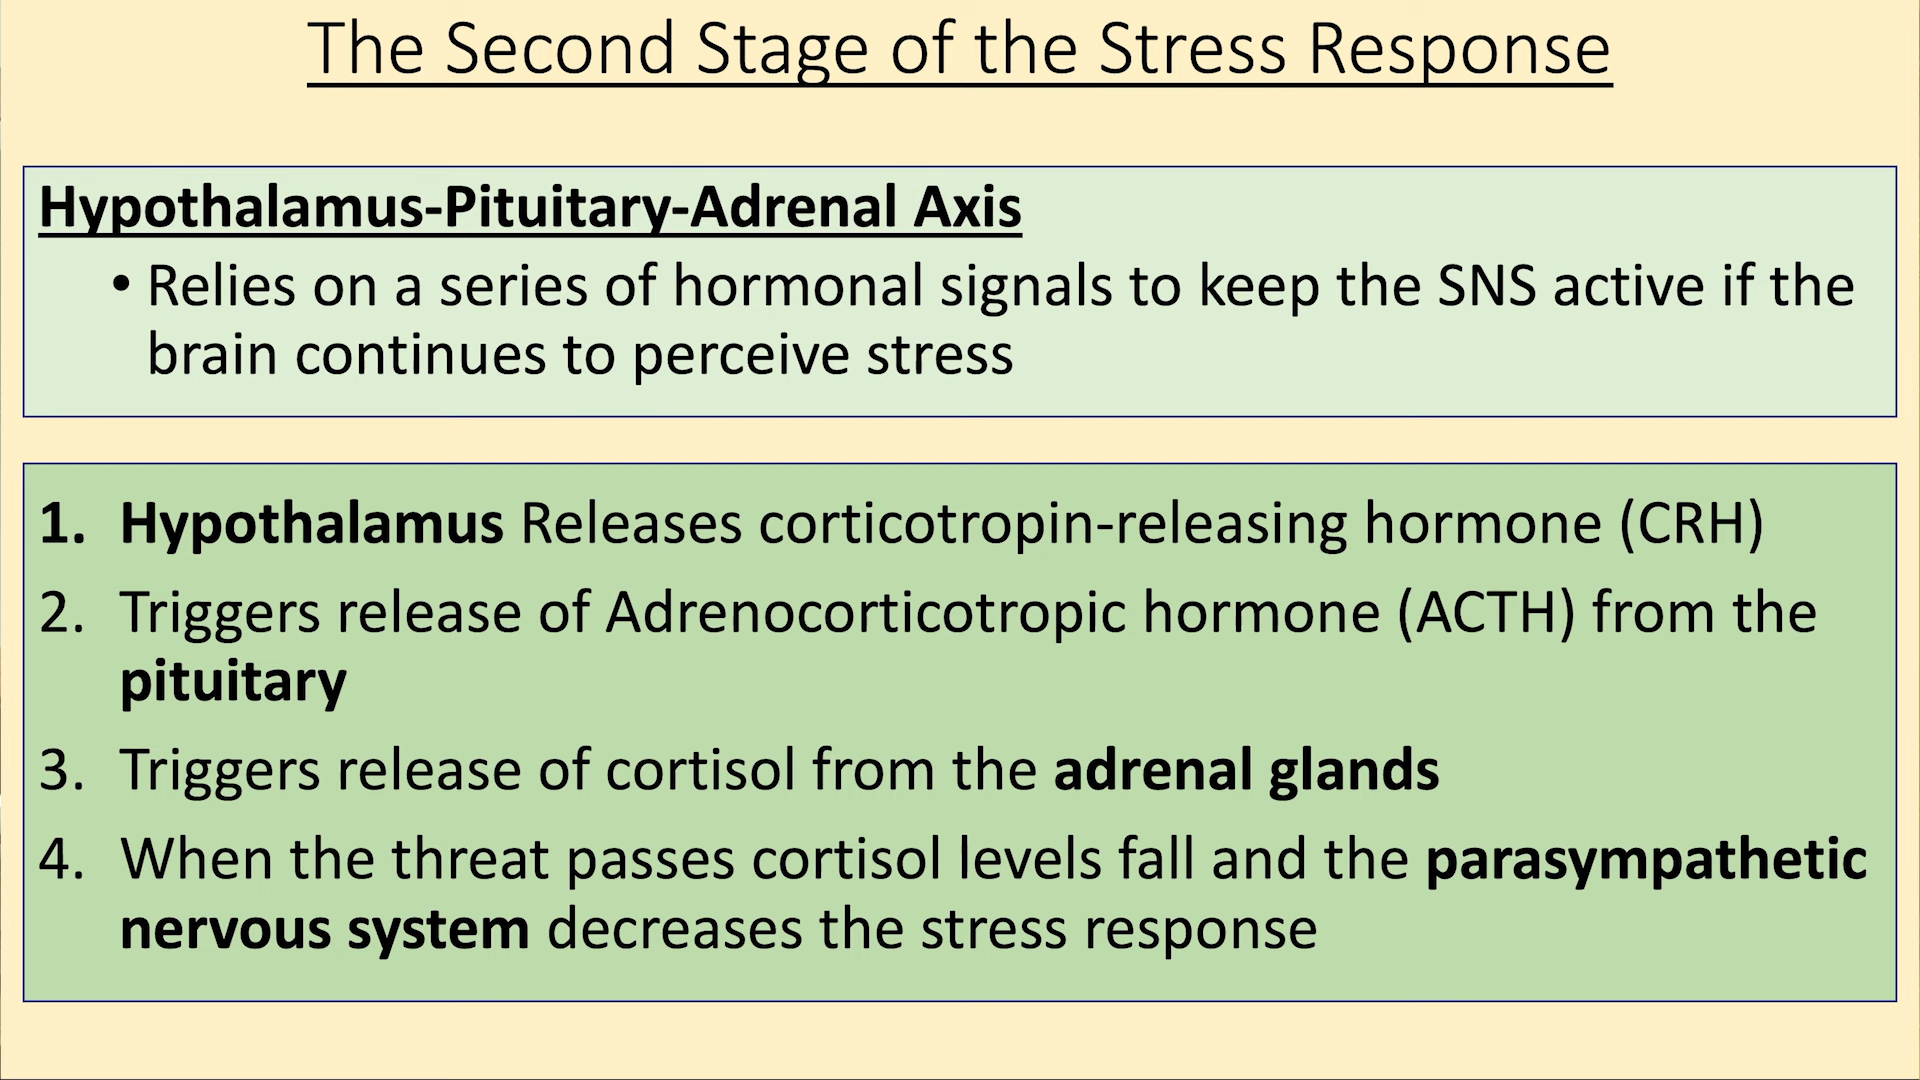 The Second Stage of the Stress Response
Hypothalamus-Pituitary-Adrenal Axis
• Relies on a series of hormonal signals to keep the SNS active if the
brain continues to perceive stress
1. Hypothalamus Releases corticotropin-releasing hormone (CRH)
2. Triggers release of Adrenocorticotropic hormone (ACTH) from the
pituitary
3. Triggers release of cortisol from the adrenal glands
4. When the threat passes cortisol levels fall and the parasympathetic
nervous system decreases the stress response